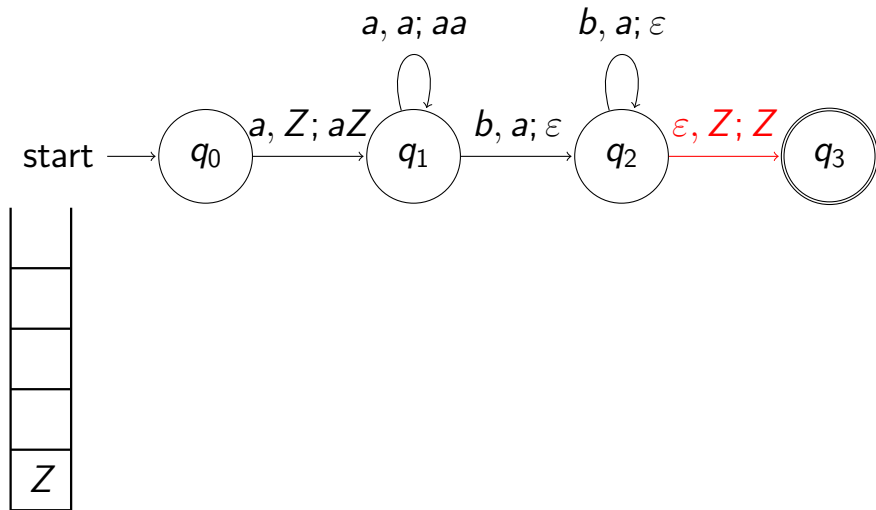 a, a; aa
b, a; ε
a, Z; aZ
b, a; ε
ε, Z; Z
start
q₀
q₁
q₂
q₃
Z